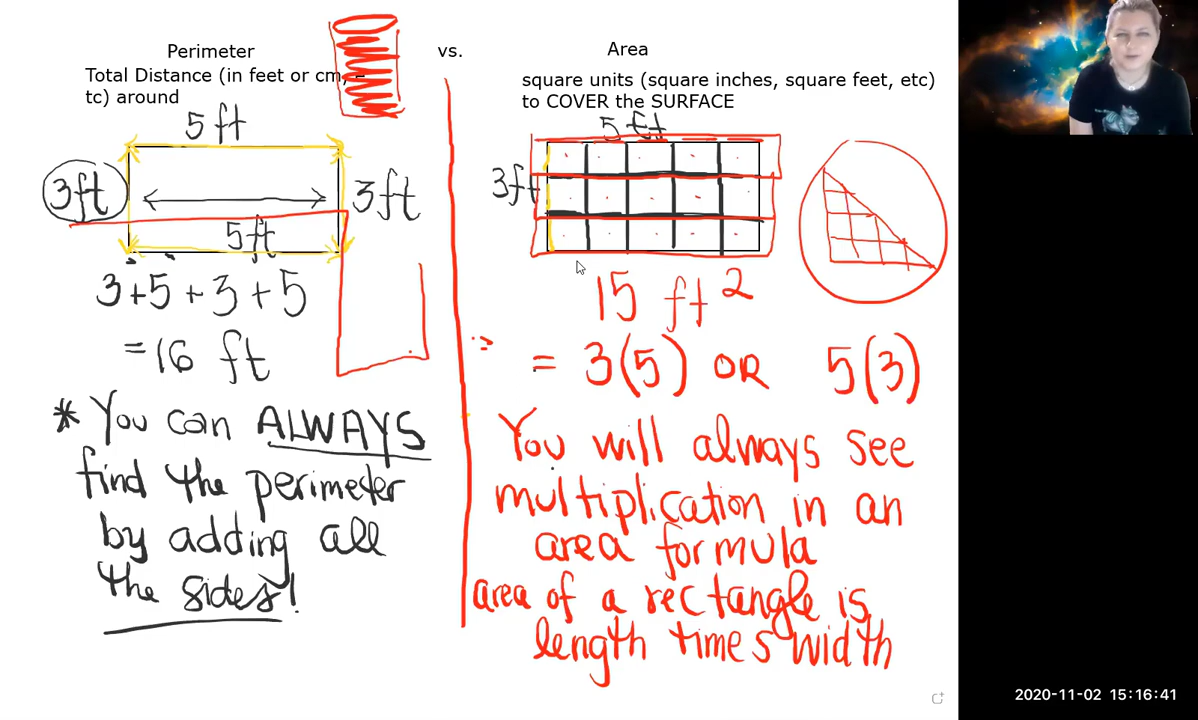 Perimeter
vs.
Area
Total Distance (in feet or cm, e
tc) around
square units (square inches, square feet, etc)
to COVER the SURFACE
5 ft
3ft
3ft
5ft
3+5+3+5
=16 ft
* You can ALWAYS
find the perimeter
by adding all
the sides!
5 ft
3ft
15 ft 2
= 3(5) OR 5(3)
You will always see
multiplication in an
area formula
area of a rectangle is
length times width
2020-11-02 15:16:41